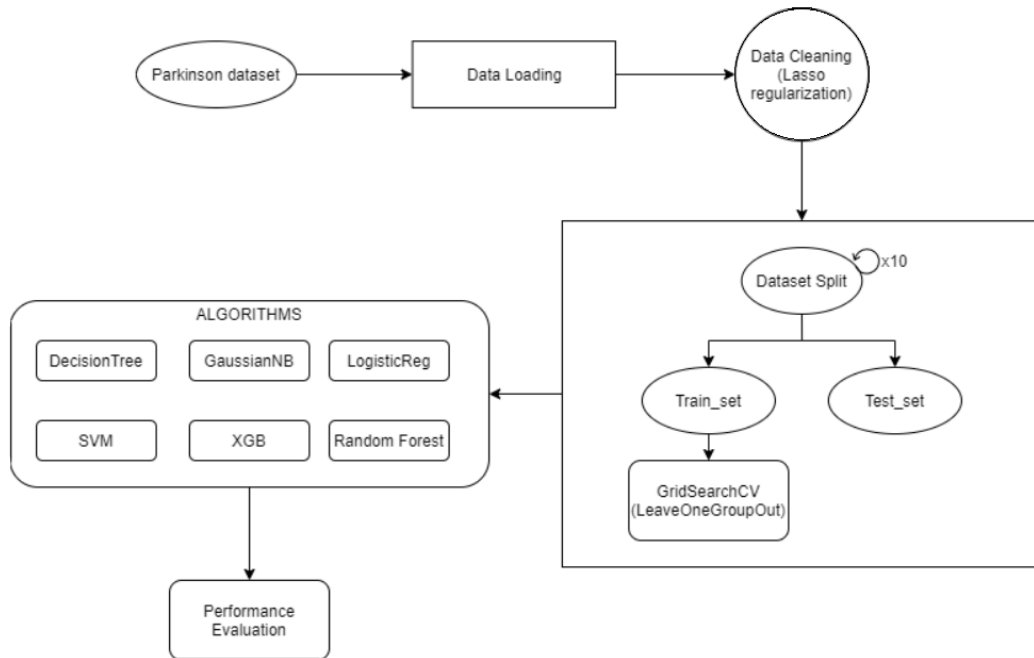 Parkinson dataset
Data Loading
Data Cleaning
(Lasso
regularization)
Dataset Split
x10
Train_set
Test_set
GridSearchCV
(LeaveOneGroupOut)
ALGORITHMS
DecisionTree
GaussianNB
LogisticReg
SVM
XGB
Random Forest
Performance
Evaluation